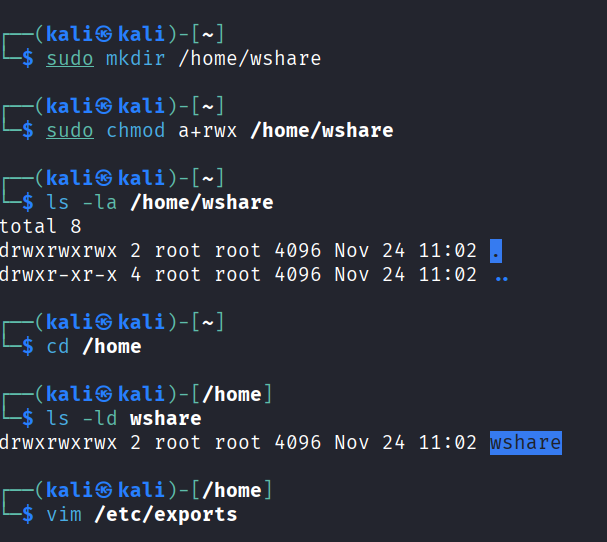 ┌──(kali㉿kali)-[~]
└─$ sudo mkdir /home/wshare
┌──(kali㉿kali)-[~]
└─$ sudo chmod a+rwx /home/wshare
┌──(kali㉿kali)-[~]
└─$ ls -la /home/wshare
total 8
drwxrwxrwx 2 root root 4096 Nov 24 11:02 .
drwxr-xr-x 4 root root 4096 Nov 24 11:02 ..
┌──(kali㉿kali)-[~]
└─$ cd /home
┌──(kali㉿kali)-[/home]
└─$ ls -ld wshare
drwxrwxrwx 2 root root 4096 Nov 24 11:02 wshare
┌──(kali㉿kali)-[/home]
└─$ vim /etc/exports